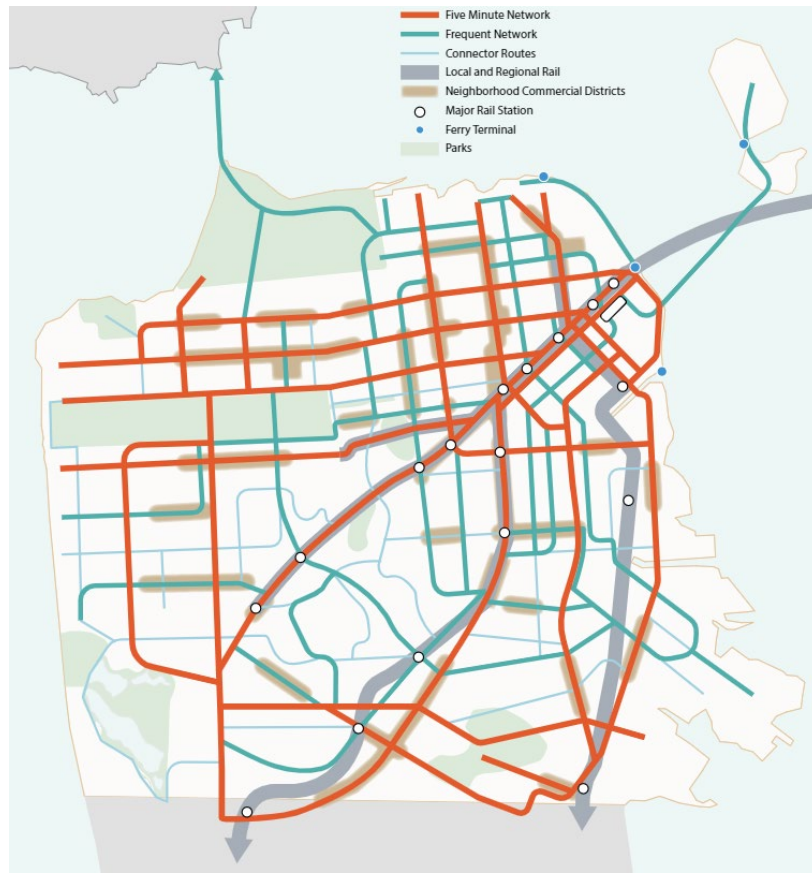 Five Minute Network
Frequent Network
Connector Routes
Local and Regional Rail
Neighborhood Commercial Districts
Major Rail Station
Ferry Terminal
Parks